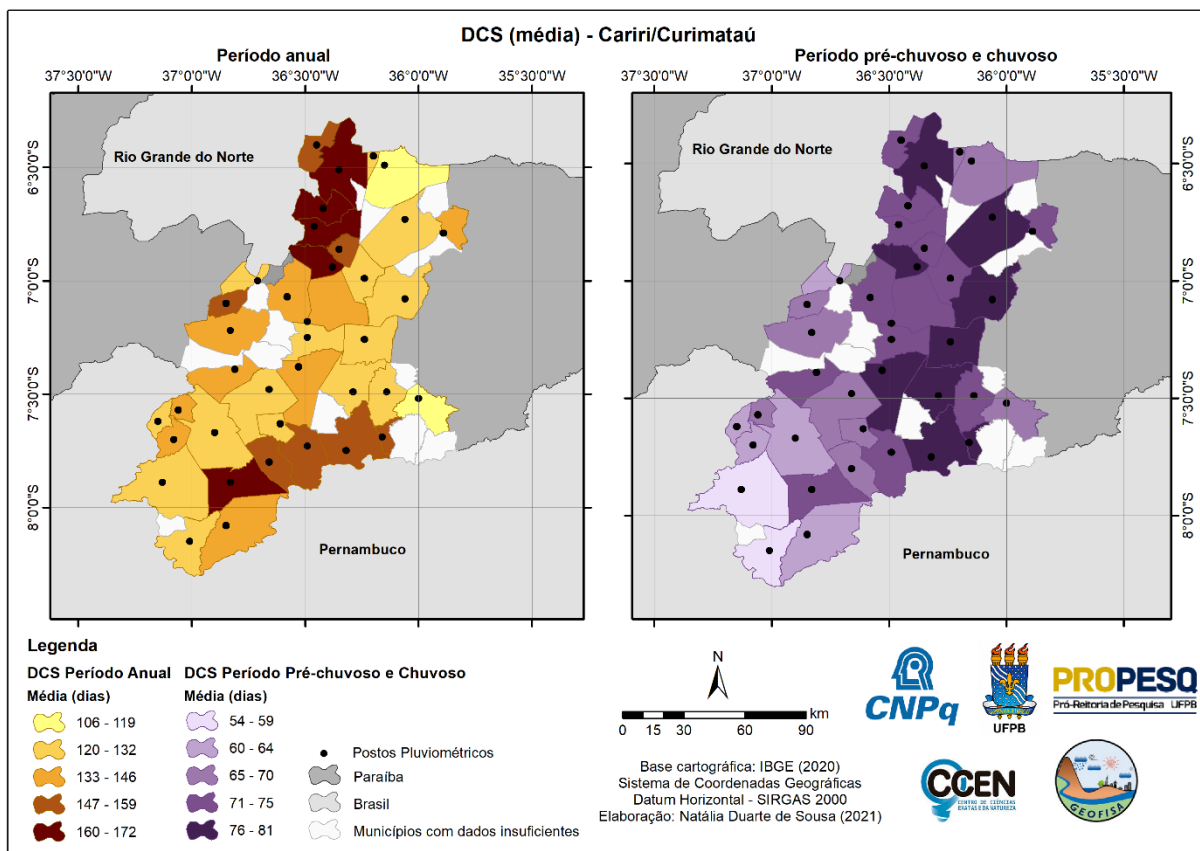 DCS (média) - Cariri/Curimataú
Período anual
37°30'0"W 37°0'0"W 36°30'0"W 36°0'0"W 35°30'0"W
6°30'0"S
7°0'0"S
7°30'0"S
8°0'0"S
Rio Grande do Norte
Pernambuco
Período pré-chuvoso e chuvoso
37°30'0"W 37°0'0"W 36°30'0"W 36°0'0"W 35°30'0"W
Rio Grande do Norte
Pernambuco
6°30'0"S
7°0'0"S
7°30'0"S
8°0'0"S
Legenda
DCS Período Anual
Média (dias)
106 - 119
120 - 132
133 - 146
147 - 159
160 - 172
DCS Período Pré-chuvoso e Chuvoso
Média (dias)
54 - 59
60 - 64
65 - 70
71 - 75
76 - 81
Postos Pluviométricos
Paraíba
Brasil
Municípios com dados insuficientes
N
km
0 15 30 60 90
Base cartográfica: IBGE (2020)
Sistema de Coordenadas Geográficas
Datum Horizontal - SIRGAS 2000
Elaboração: Natália Duarte de Sousa (2021)
CNPq
UFPB
PROPESQ
Pró-Reitoria de Pesquisa UFPB
CCEN
CENTRO DE CIÊNCIAS
EXATAS E DA NATUREZA
GEOFISA